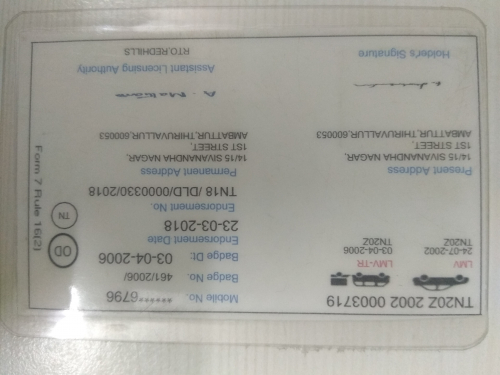 TN20Z 2002 0003719
LMV
24-07-2002
TN20Z
LMV-TR
03-04-2006
TN20Z
Present Address
14/15 SIVANANDHA NAGAR,
1ST STREET,
AMBATTUR,THIRUVALLUR,600053
Holder's Signature
Mobile No. ******6796
Badge No. 461/2006/
Badge Dt: 03-04-2006
Endorsement Date
23-03-2018
Endorsement No.
TN18 /DLD/0000330/2018
Permanent Address
14/15 SIVANANDHA NAGAR,
1ST STREET,
AMBATTUR,THIRUVALLUR,600053
Assistant Licensing Authority
RTO,REDHILLS
OD
TN
Form 7 Rule 16(2)